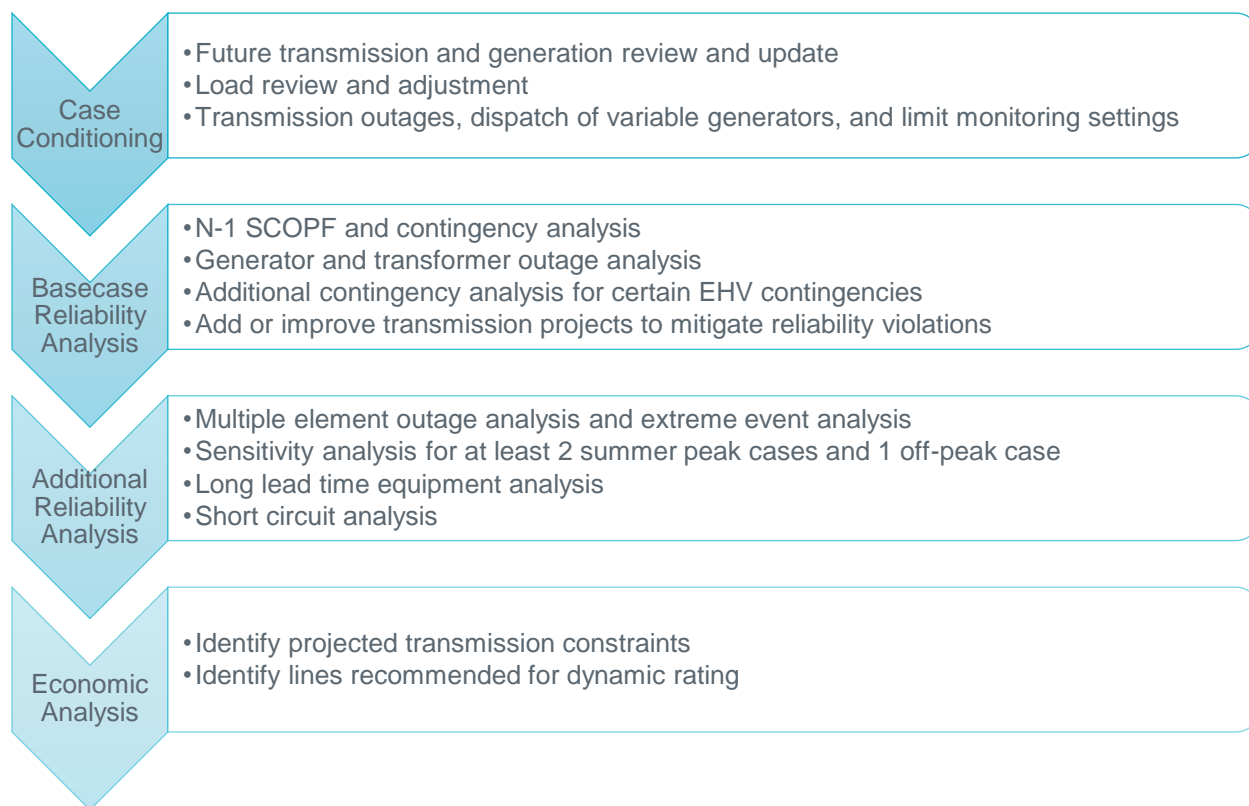 Case
Conditioning
•Future transmission and generation review and update
•Load review and adjustment
•Transmission outages, dispatch of variable generators, and limit monitoring settings
Basecase
Reliability
Analysis
•N-1 SCOPF and contingency analysis
•Generator and transformer outage analysis
•Additional contingency analysis for certain EHV contingencies
•Add or improve transmission projects to mitigate reliability violations
Additional
Reliability
Analysis
•Multiple element outage analysis and extreme event analysis
•Sensitivity analysis for at least 2 summer peak cases and 1 off-peak case
•Long lead time equipment analysis
•Short circuit analysis
Economic
Analysis
•Identify projected transmission constraints
•Identify lines recommended for dynamic rating